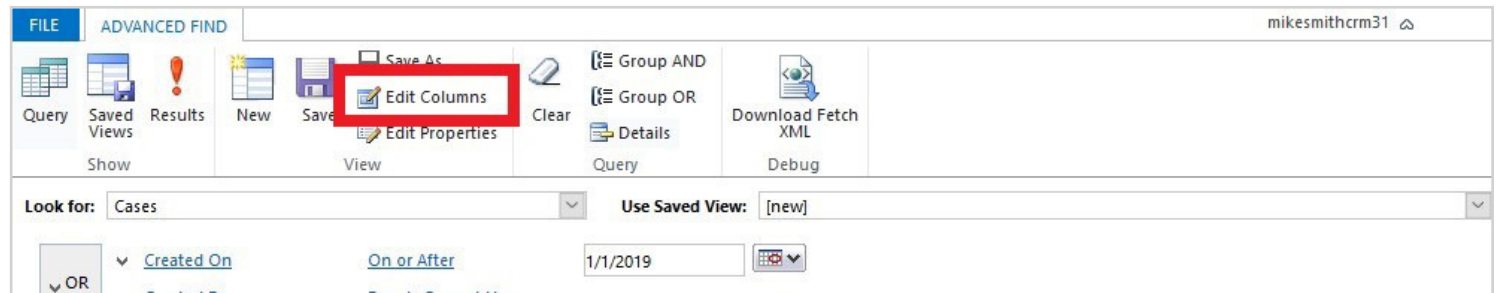 FILE ADVANCED FIND mikesmithcrm31
Query
Saved Views
Results
New
Save
Save As
Edit Columns
Edit Properties
Clear
Group AND
Group OR
Details
Download Fetch XML
Show View Query Debug
Look for: Cases Use Saved View: [new]
Created On On or After 1/1/2019
OR